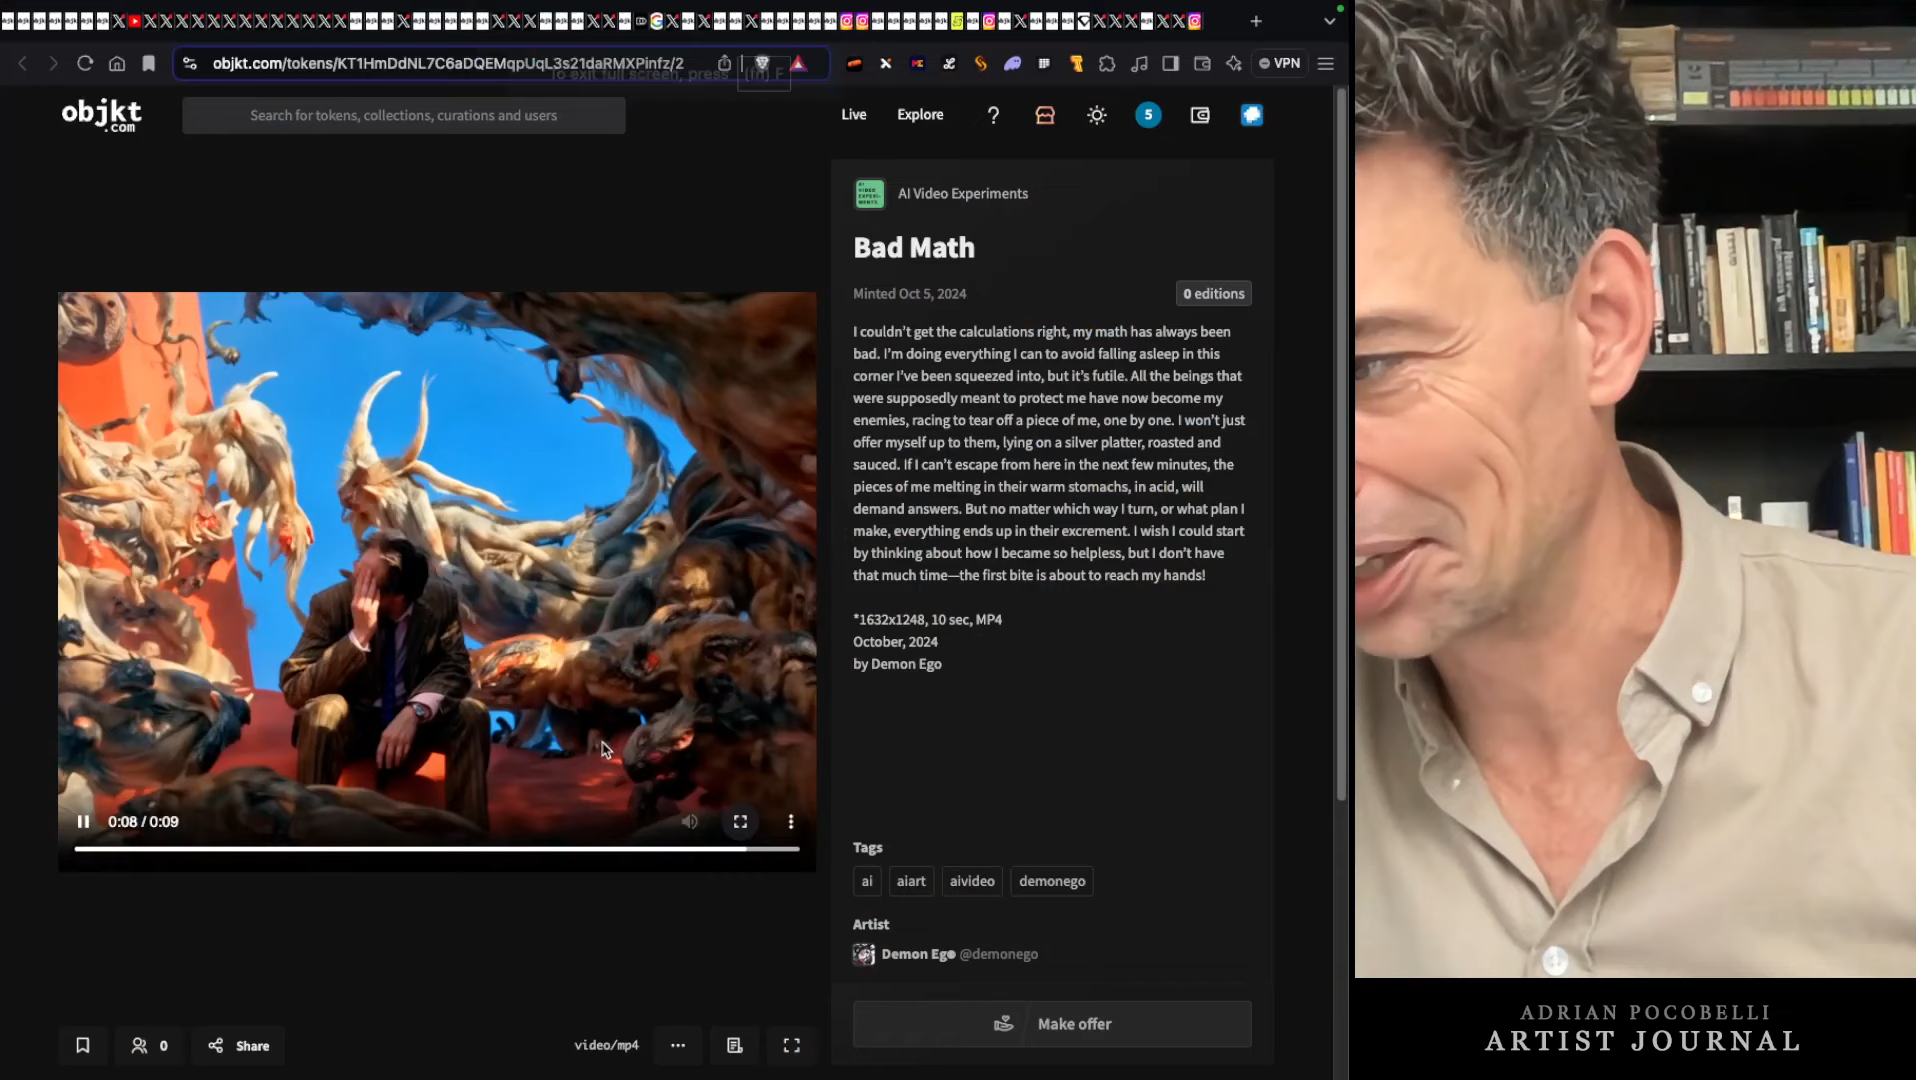 objkt.com/tokens/KT1HmDdNL7C6aDQEMqpUqL3s21daRMXPinfz/2
To exit full screen, press (fn) F
VPN
objkt
.com
Search for tokens, collections, curations and users
Live
Explore
?
5
AI Video Experiments
Bad Math
Minted Oct 5, 2024
0 editions
I couldn't get the calculations right, my math has always been
bad. I'm doing everything I can to avoid falling asleep in this
corner I've been squeezed into, but it's futile. All the beings that
were supposedly meant to protect me have now become my
enemies, racing to tear off a piece of me, one by one. I won't just
offer myself up to them, lying on a silver platter, roasted and
sauced. If I can't escape from here in the next few minutes, the
pieces of me melting in their warm stomachs, in acid, will
demand answers. But no matter which way I turn, or what plan I
make, everything ends up in their excrement. I wish I could start
by thinking about how I became so helpless, but I don't have
that much time—the first bite is about to reach my hands!
*1632x1248, 10 sec, MP4
October, 2024
by Demon Ego
0:08 / 0:09
Tags
ai
aiart
aivideo
demonego
Artist
Demon Eg● @demonego
Make offer
0
Share
video/mp4
ADRIAN POCOBELLI
ARTIST JOURNAL